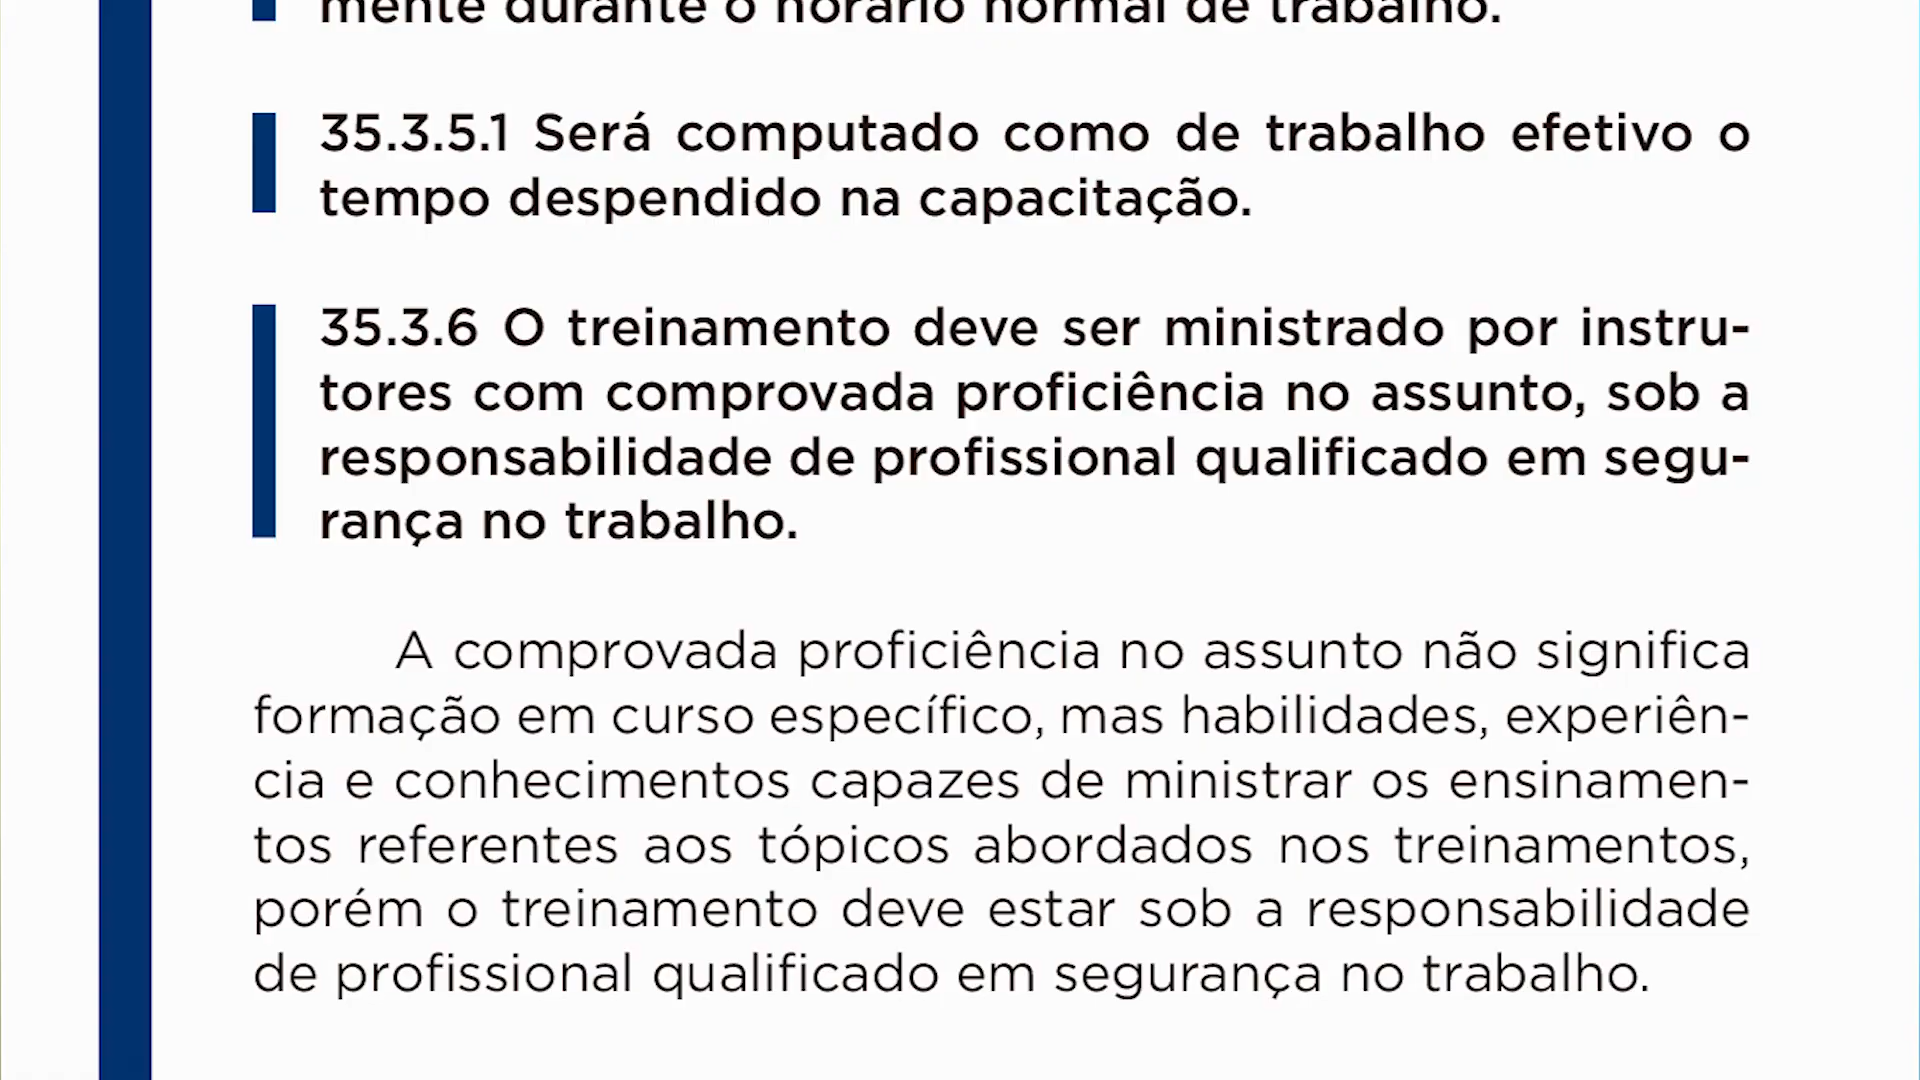 mente durante o horário normal de trabalho.
35.3.5.1 Será computado como de trabalho efetivo o
tempo despendido na capacitação.
35.3.6 O treinamento deve ser ministrado por instru-
tores com comprovada proficiência no assunto, sob a
responsabilidade de profissional qualificado em segu-
rança no trabalho.
A comprovada proficiência no assunto não significa
formação em curso específico, mas habilidades, experiên-
cia e conhecimentos capazes de ministrar os ensinamen-
tos referentes aos tópicos abordados nos treinamentos,
porém o treinamento deve estar sob a responsabilidade
de profissional qualificado em segurança no trabalho.